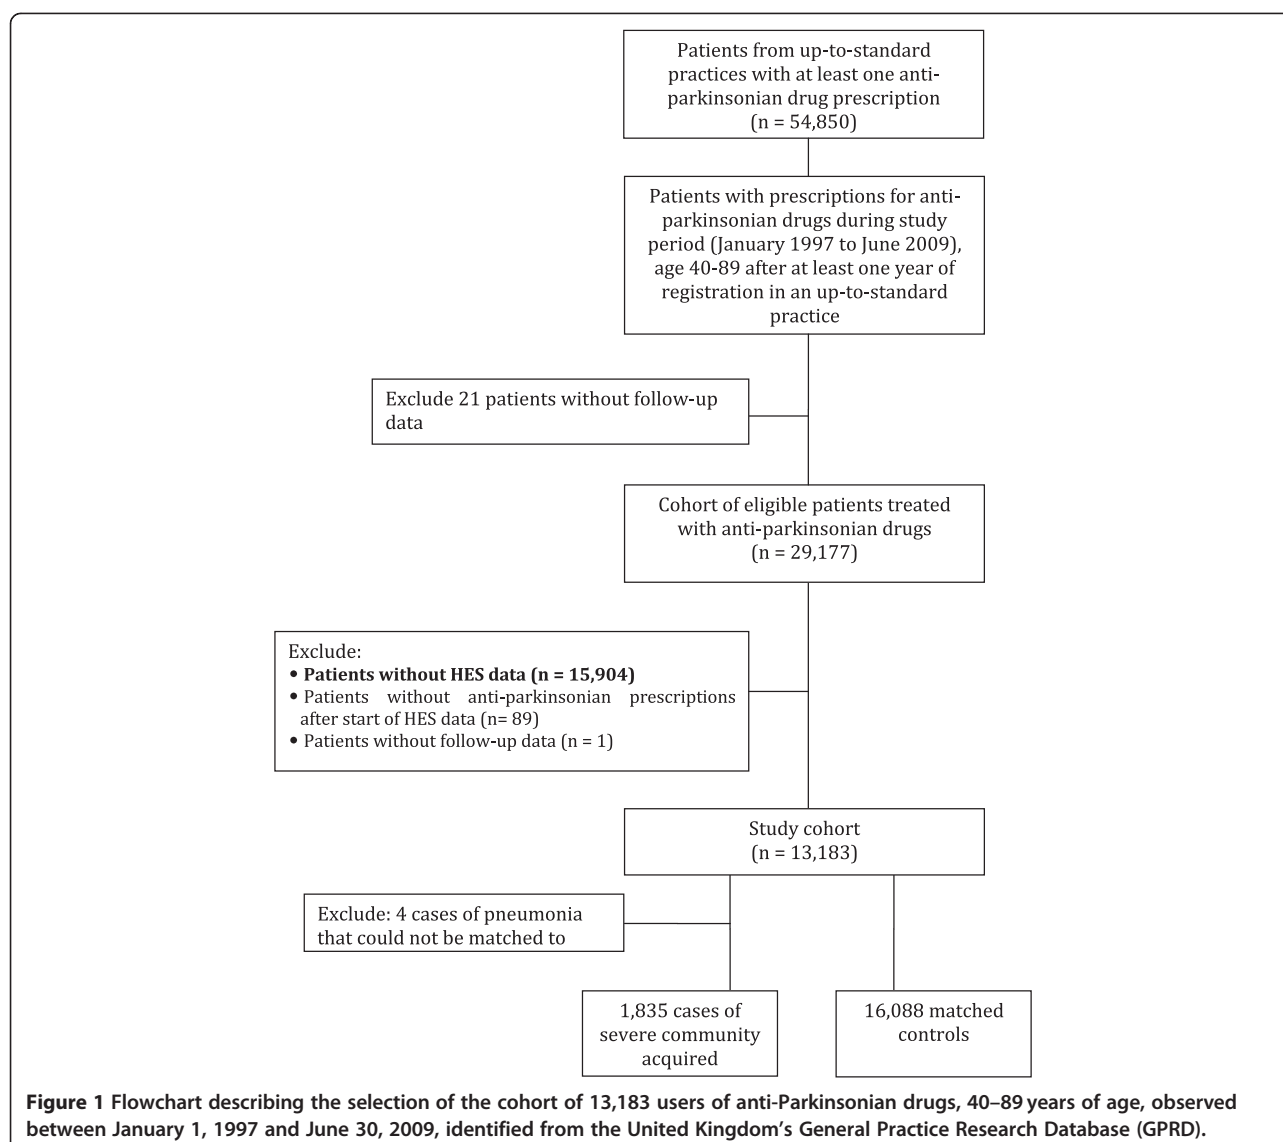 Patients from up-to-standard
practices with at least one anti-
parkinsonian drug prescription
(n = 54,850)
Patients with prescriptions for anti-
parkinsonian drugs during study
period (January 1997 to June 2009),
age 40-89 after at least one year of
registration in an up-to-standard
practice
Exclude 21 patients without follow-up
data
Cohort of eligible patients treated
with anti-parkinsonian drugs
(n = 29,177)
Exclude:
• Patients without HES data (n = 15,904)
• Patients without anti-parkinsonian prescriptions
after start of HES data (n= 89)
• Patients without follow-up data (n = 1)
Study cohort
(n = 13,183)
Exclude: 4 cases of pneumonia
that could not be matched to
1,835 cases of
severe community
acquired
16,088 matched
controls
Figure 1 Flowchart describing the selection of the cohort of 13,183 users of anti-Parkinsonian drugs, 40–89 years of age, observed
between January 1, 1997 and June 30, 2009, identified from the United Kingdom's General Practice Research Database (GPRD).